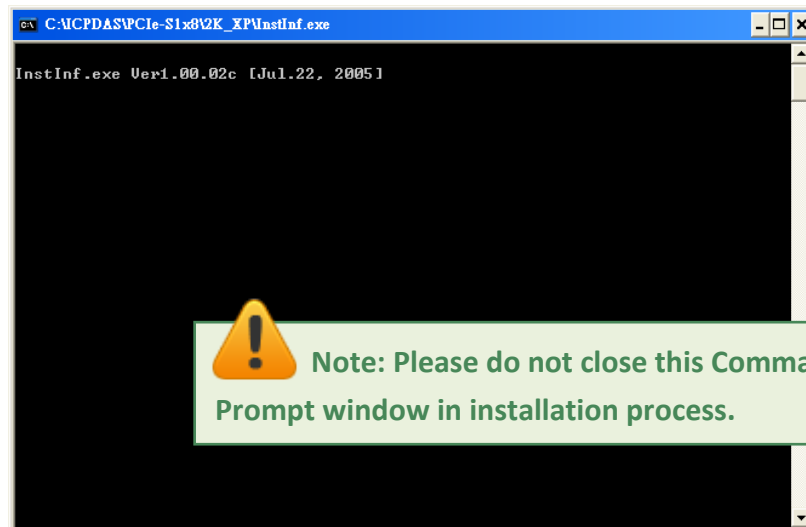 C:\ICPDAS\PCIe-S1x8\2K_XP\InstInf.exe
InstInf.exe Ver1.00.02c [Jul.22, 2005]
Note: Please do not close this Comma
Prompt window in installation process.